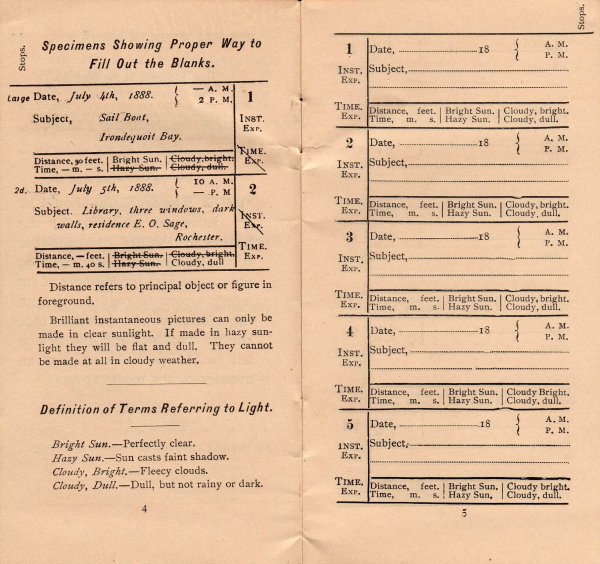 Stops.
Specimens Showing Proper Way to
Fill Out the Blanks.
Large Date, July 4th, 1888. { — A. M. 1
2 P. M.
Subject, Sail Boat, INST.
EXP.
Irondequoit Bay.
TIME.
EXP.
Distance, 90 feet. | Bright Sun. | Cloudy, bright.
Time, — m. — s. | Hazy Sun. | Cloudy, dull.
2d. Date, July 5th, 1888. { 10 A. M. 2
— P. M
Subject. Library, three windows, dark INST.
walls, residence E. O. Sage, EXP.
Rochester.
TIME.
EXP.
Distance, — feet. | Bright Sun. | Cloudy, bright.
Time, — m. 40 s. | Hazy Sun. | Cloudy, dull
Distance refers to principal object or figure in
foreground.
Brilliant instantaneous pictures can only be
made in clear sunlight. If made in hazy sun-
light they will be flat and dull. They cannot
be made at all in cloudy weather.
Definition of Terms Referring to Light.
Bright Sun.—Perfectly clear.
Hazy Sun.—Sun casts faint shadow.
Cloudy, Bright.—Fleecy clouds.
Cloudy, Dull.—Dull, but not rainy or dark.
4
Stops.
1 Date, 18 { A. M.
P. M.
INST.
EXP.
Subject,
TIME.
EXP.
Distance, feet. | Bright Sun. | Cloudy, bright.
Time, m. s. | Hazy Sun. | Cloudy, dull.
2 Date, 18 { A. M.
P. M.
INST.
EXP.
Subject,
TIME.
EXP.
Distance, feet. | Bright Sun. | Cloudy, bright.
Time, m. s. | Hazy Sun. | Cloudy, dull.
3 Date, 18 { A. M.
P. M.
INST.
EXP.
Subject,
TIME.
EXP.
Distance, feet. | Bright Sun. | Cloudy, bright.
Time, m. s. | Hazy Sun. | Cloudy, dull.
4 Date, 18 { A. M.
P. M.
INST.
EXP.
Subject,
TIME.
EXP.
Distance, feet. | Bright Sun. | Cloudy Bright.
Time, m. s. | Hazy Sun. | Cloudy, dull.
5 Date, 18 { A. M.
P. M.
INST.
EXP.
Subject,
TIME.
EXP.
Distance, feet. | Bright Sun. | Cloudy bright.
Time, m. s. | Hazy Sun. | Cloudy, dull.
5